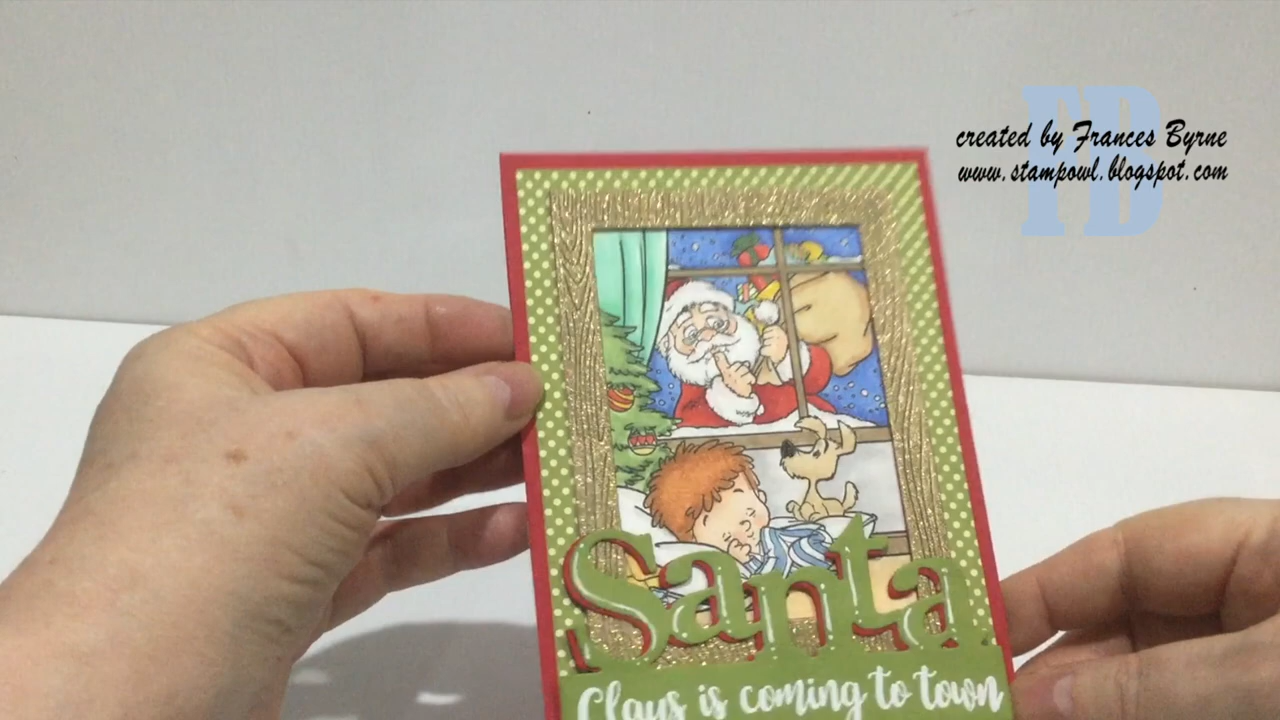 FB
created by Frances Byrne
www.stampowl.blogspot.com
Santa
Claus is coming to town